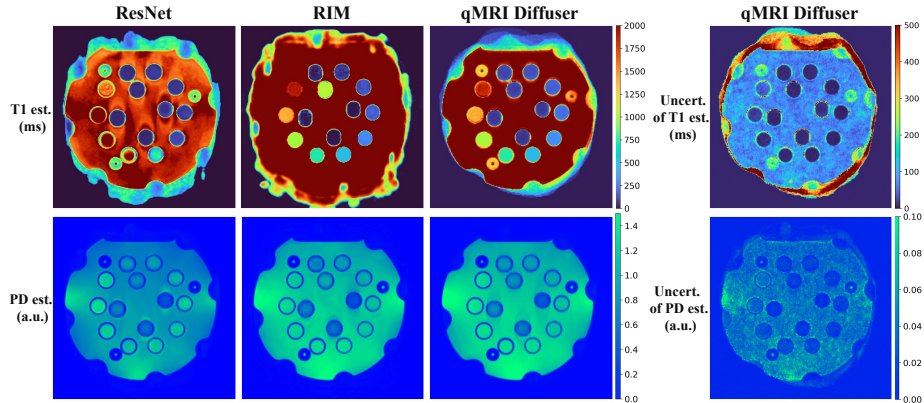 ResNet RIM qMRI Diffuser qMRI Diffuser
T1 est.
(ms)
2000
1750
1500
1250
1000
750
500
250
0
Uncert.
of T1 est.
(ms)
500
400
300
200
100
0
PD est.
(a.u.)
1.4
1.2
1.0
0.8
0.6
0.4
0.2
0.0
Uncert.
of PD est.
(a.u.)
0.10
0.08
0.06
0.04
0.02
0.00